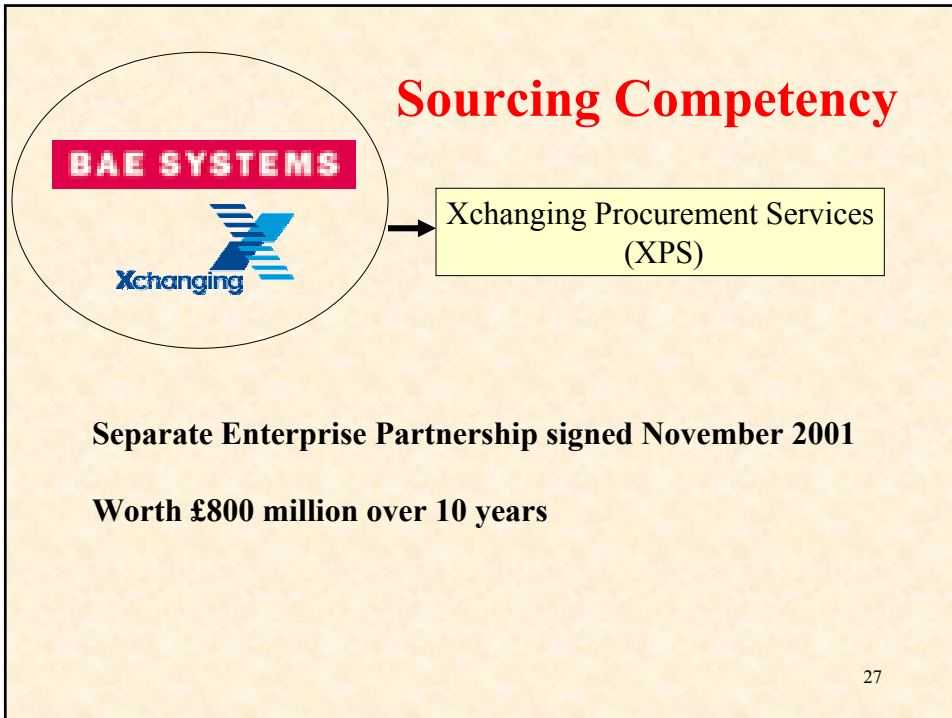 Sourcing Competency
BAE SYSTEMS
Xchanging
Xchanging Procurement Services
(XPS)
Separate Enterprise Partnership signed November 2001
Worth £800 million over 10 years
27